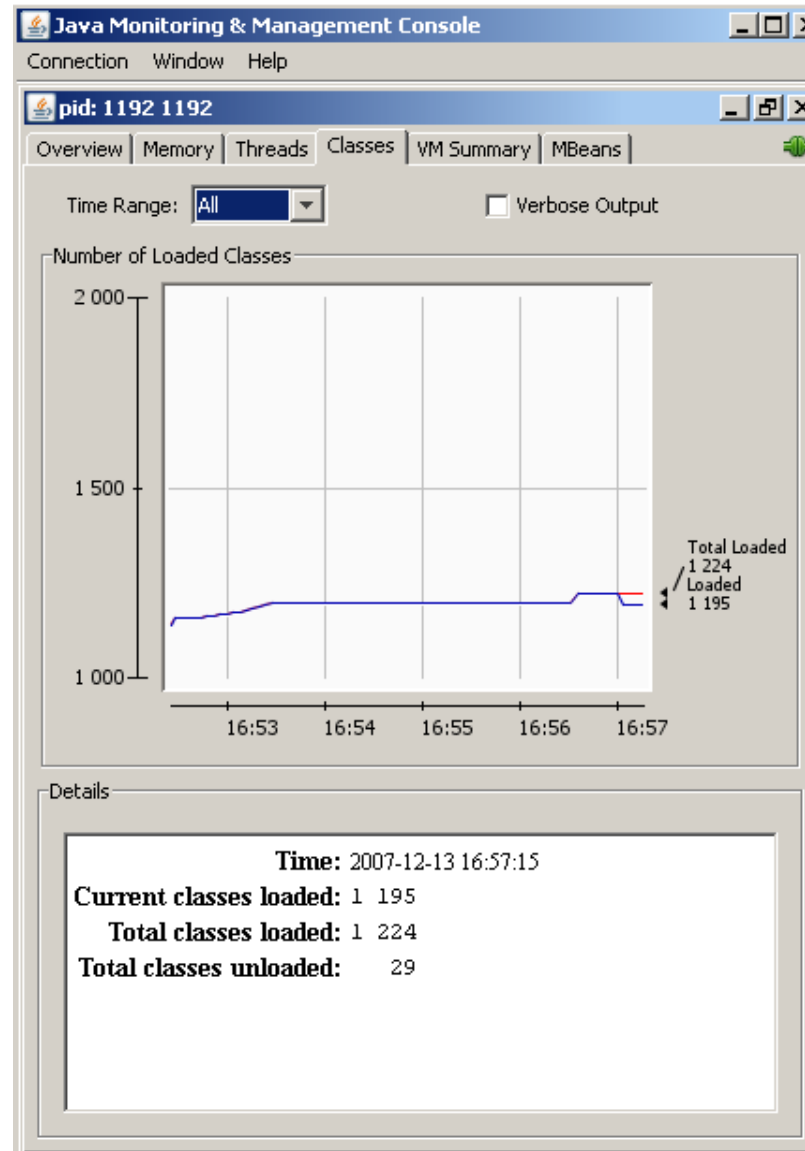 Java Monitoring & Management Console
Connection Window Help
pid: 1192 1192
Overview Memory Threads Classes VM Summary MBeans
Time Range: All Verbose Output
Number of Loaded Classes
2 000
1 500
Total Loaded
1 224
Loaded
1 195
1 000
16:53 16:54 16:55 16:56 16:57
Details
Time: 2007-12-13 16:57:15
Current classes loaded: 1 195
Total classes loaded: 1 224
Total classes unloaded: 29